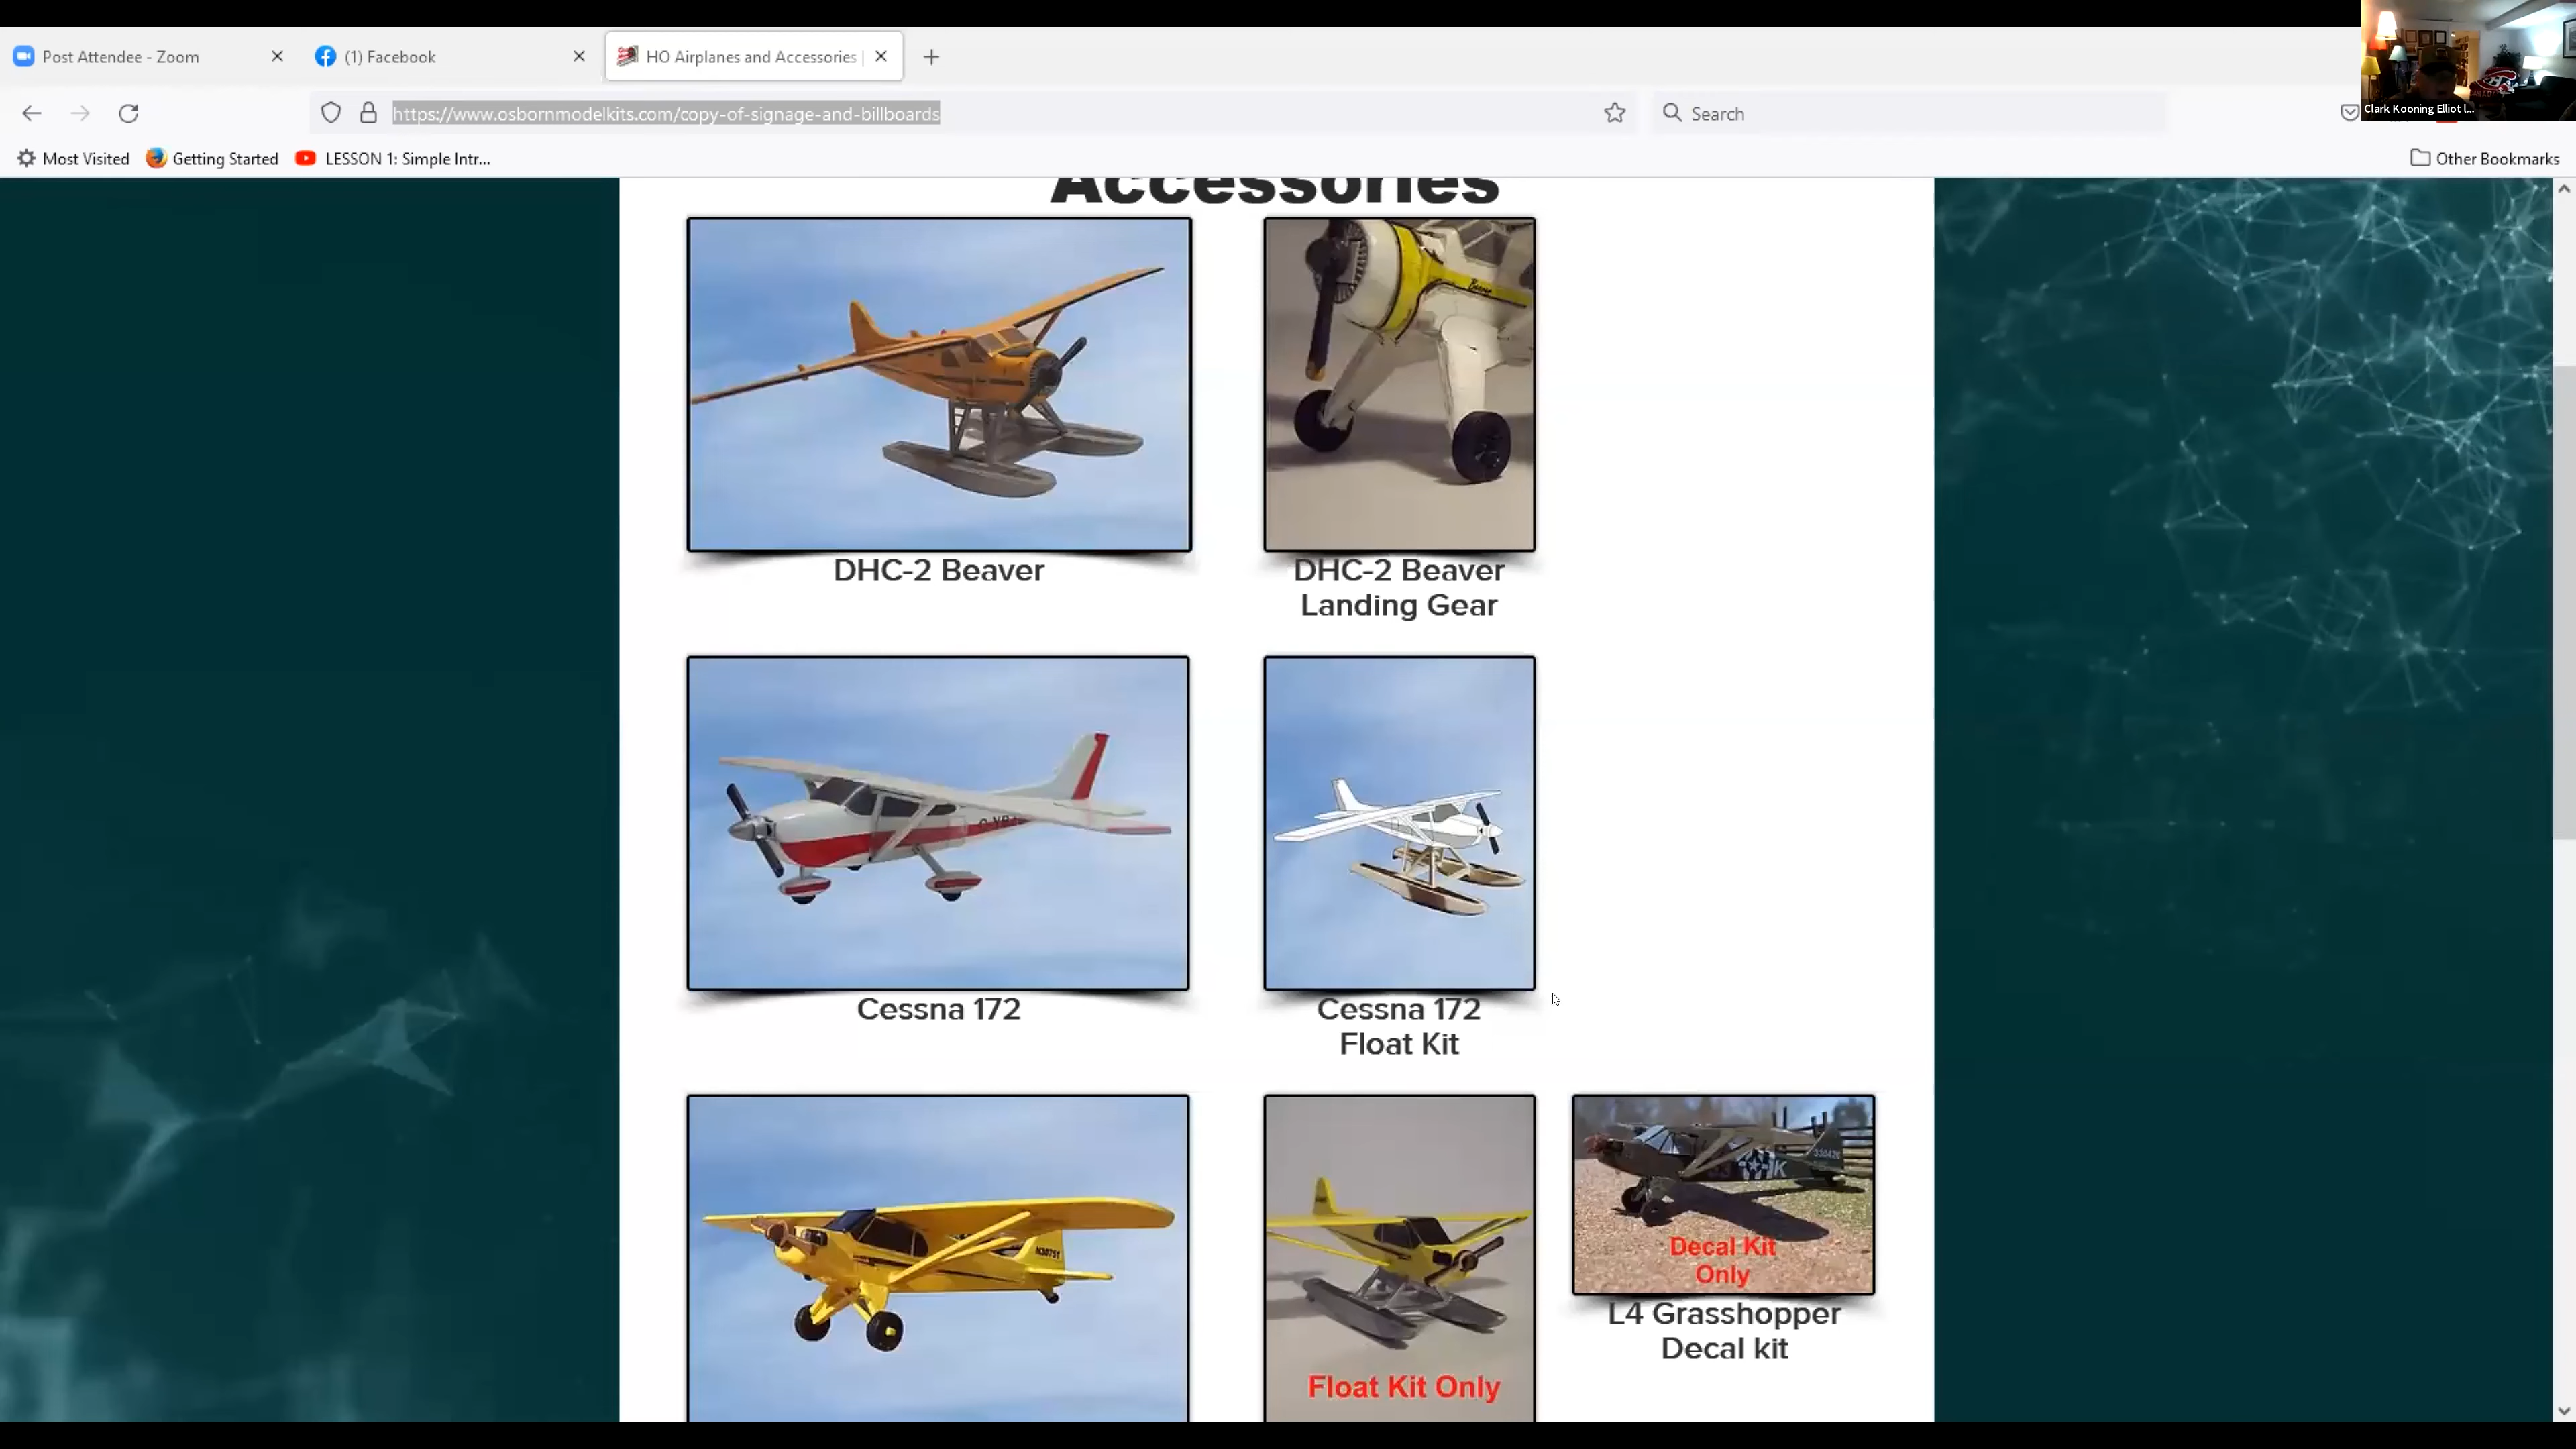 Post Attendee - Zoom
(1) Facebook
HO Airplanes and Accessories |
https://www.osbornmodelkits.com/copy-of-signage-and-billboards
Search
Clark Kooning Elliot l...
Most Visited
Getting Started
LESSON 1: Simple Intr...
Other Bookmarks
Accessories
Beaver
DHC-2 Beaver
DHC-2 Beaver
Landing Gear
Cessna 172
Cessna 172
Float Kit
N3075Y
Float Kit Only
330426
Decal Kit
Only
L4 Grasshopper
Decal kit